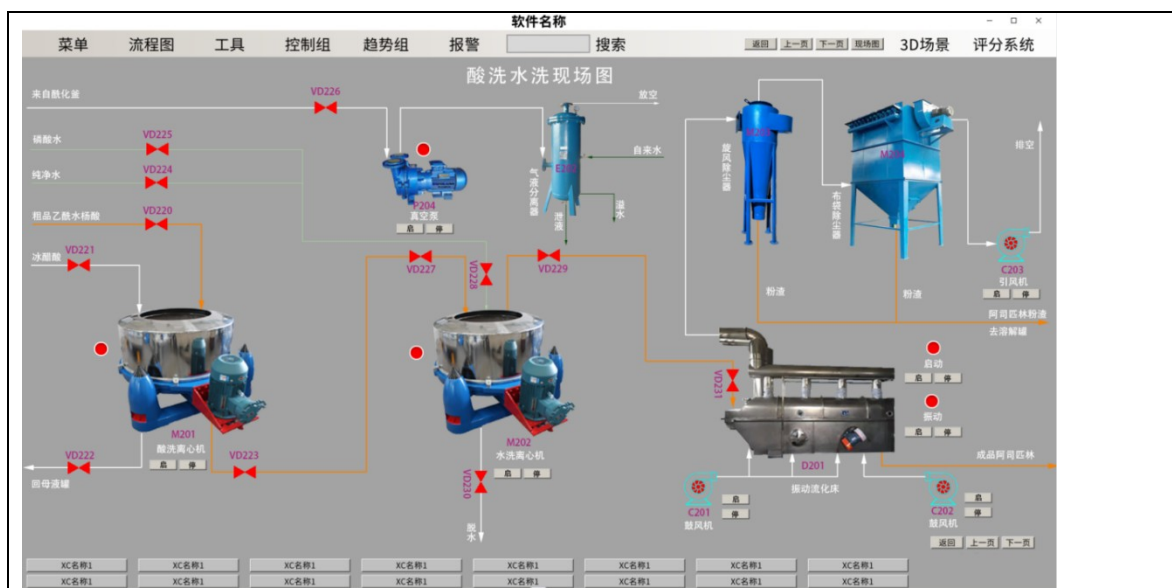 软件名称
菜单 流程图 工具 控制组 趋势组 报警 搜索 返回 上一页 下一页 现场图 3D场景 评分系统
酸洗水洗现场图
来自酰化釜
VD226
放空
磷酸水
VD225
自来水
纯净水
VD224
粗品乙酰水杨酸
VD220
冰醋酸
VD221
P204
真空泵
启 停
气液分离器
泄液
溢水
旋风除尘器
布袋除尘器
排空
C203
引风机
启 停
粉渣
粉渣
阿司匹林粉渣
去溶解罐
VD227
VD228
VD229
VD231
启动
启 停
振动
启 停
M201
酸洗离心机
启 停
VD222
回母液罐
VD223
M202
水洗离心机
启 停
VD230
脱水
D201
振动流化床
成品阿司匹林
C201
鼓风机
启
停
C202
鼓风机
启
停
返回 上一页 下一页
XC名称1 XC名称1 XC名称1 XC名称1 XC名称1 XC名称1 XC名称1 XC名称1
XC名称1 XC名称1 XC名称1 XC名称1 XC名称1 XC名称1 XC名称1 XC名称1